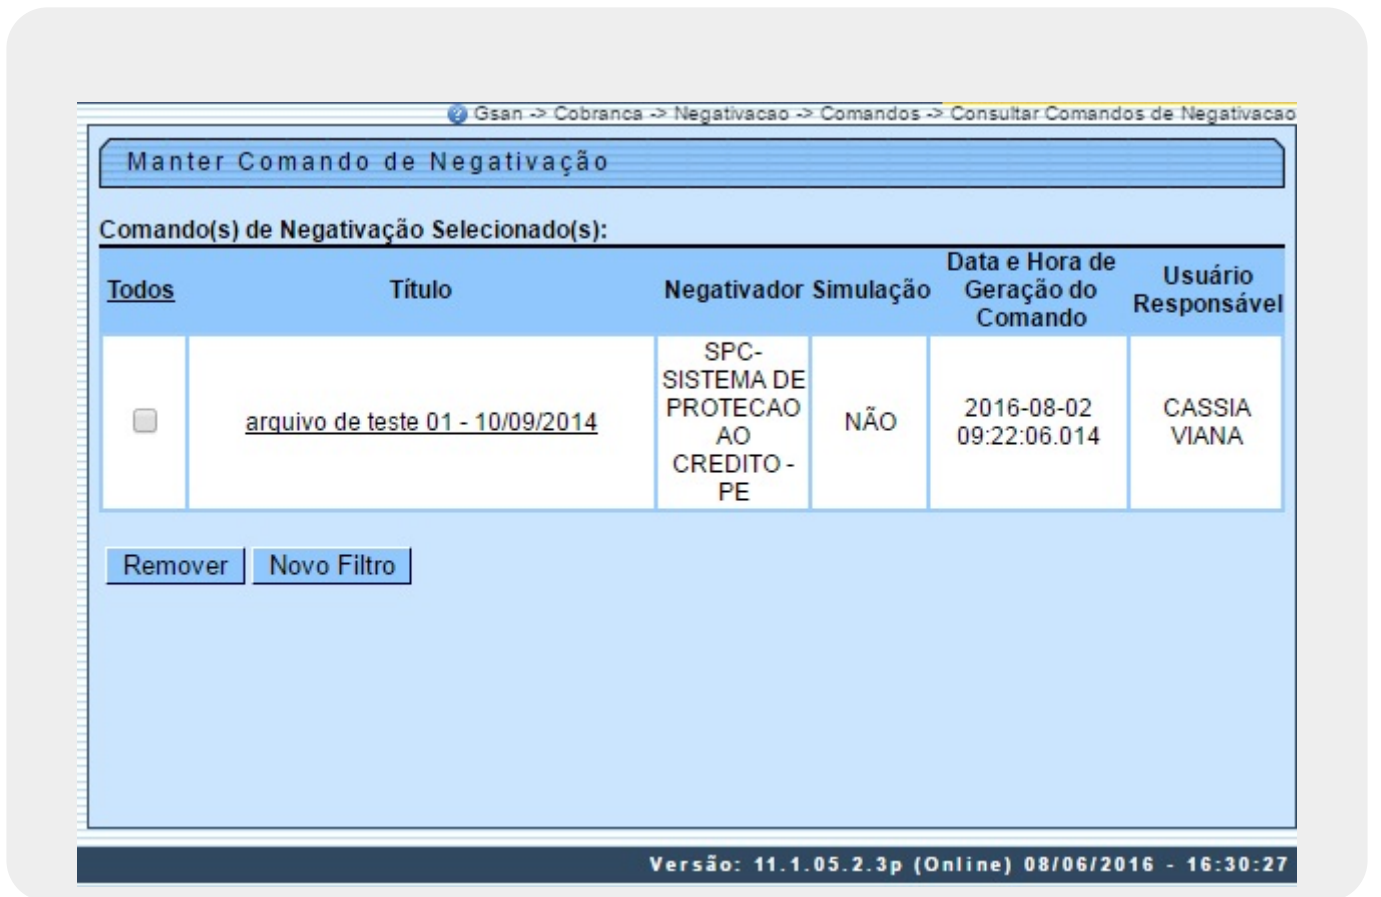 Gsan -> Cobranca -> Negativacao -> Comandos -> Consultar Comandos de Negativacao
Manter Comando de Negativação
Comando(s) de Negativação Selecionado(s):
Todos
Título
Negativador
Simulação
Data e Hora de
Geração do
Comando
Usuário
Responsável
arquivo de teste 01 - 10/09/2014
SPC-
SISTEMA DE
PROTECAO
AO
CREDITO -
PE
NÃO
2016-08-02
09:22:06.014
CASSIA
VIANA
Remover
Novo Filtro
Versão: 11.1.05.2.3p (Online) 08/06/2016 - 16:30:27